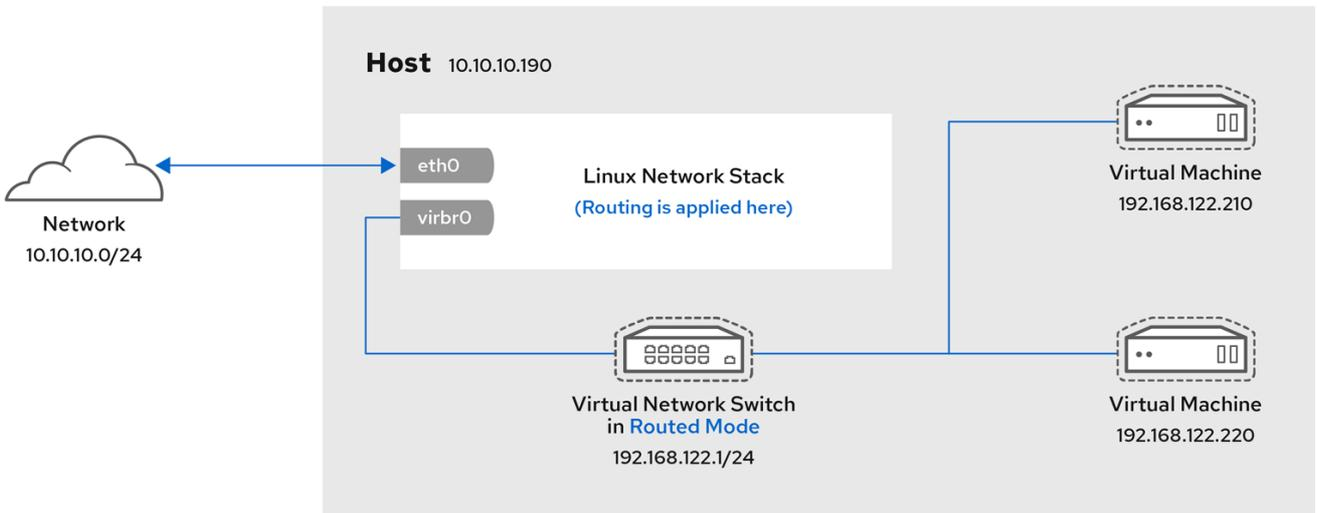 Host 10.10.10.190
eth0
virbr0
Linux Network Stack
(Routing is applied here)
Network
10.10.10.0/24
Virtual Machine
192.168.122.210
Virtual Network Switch
in Routed Mode
192.168.122.1/24
Virtual Machine
192.168.122.220